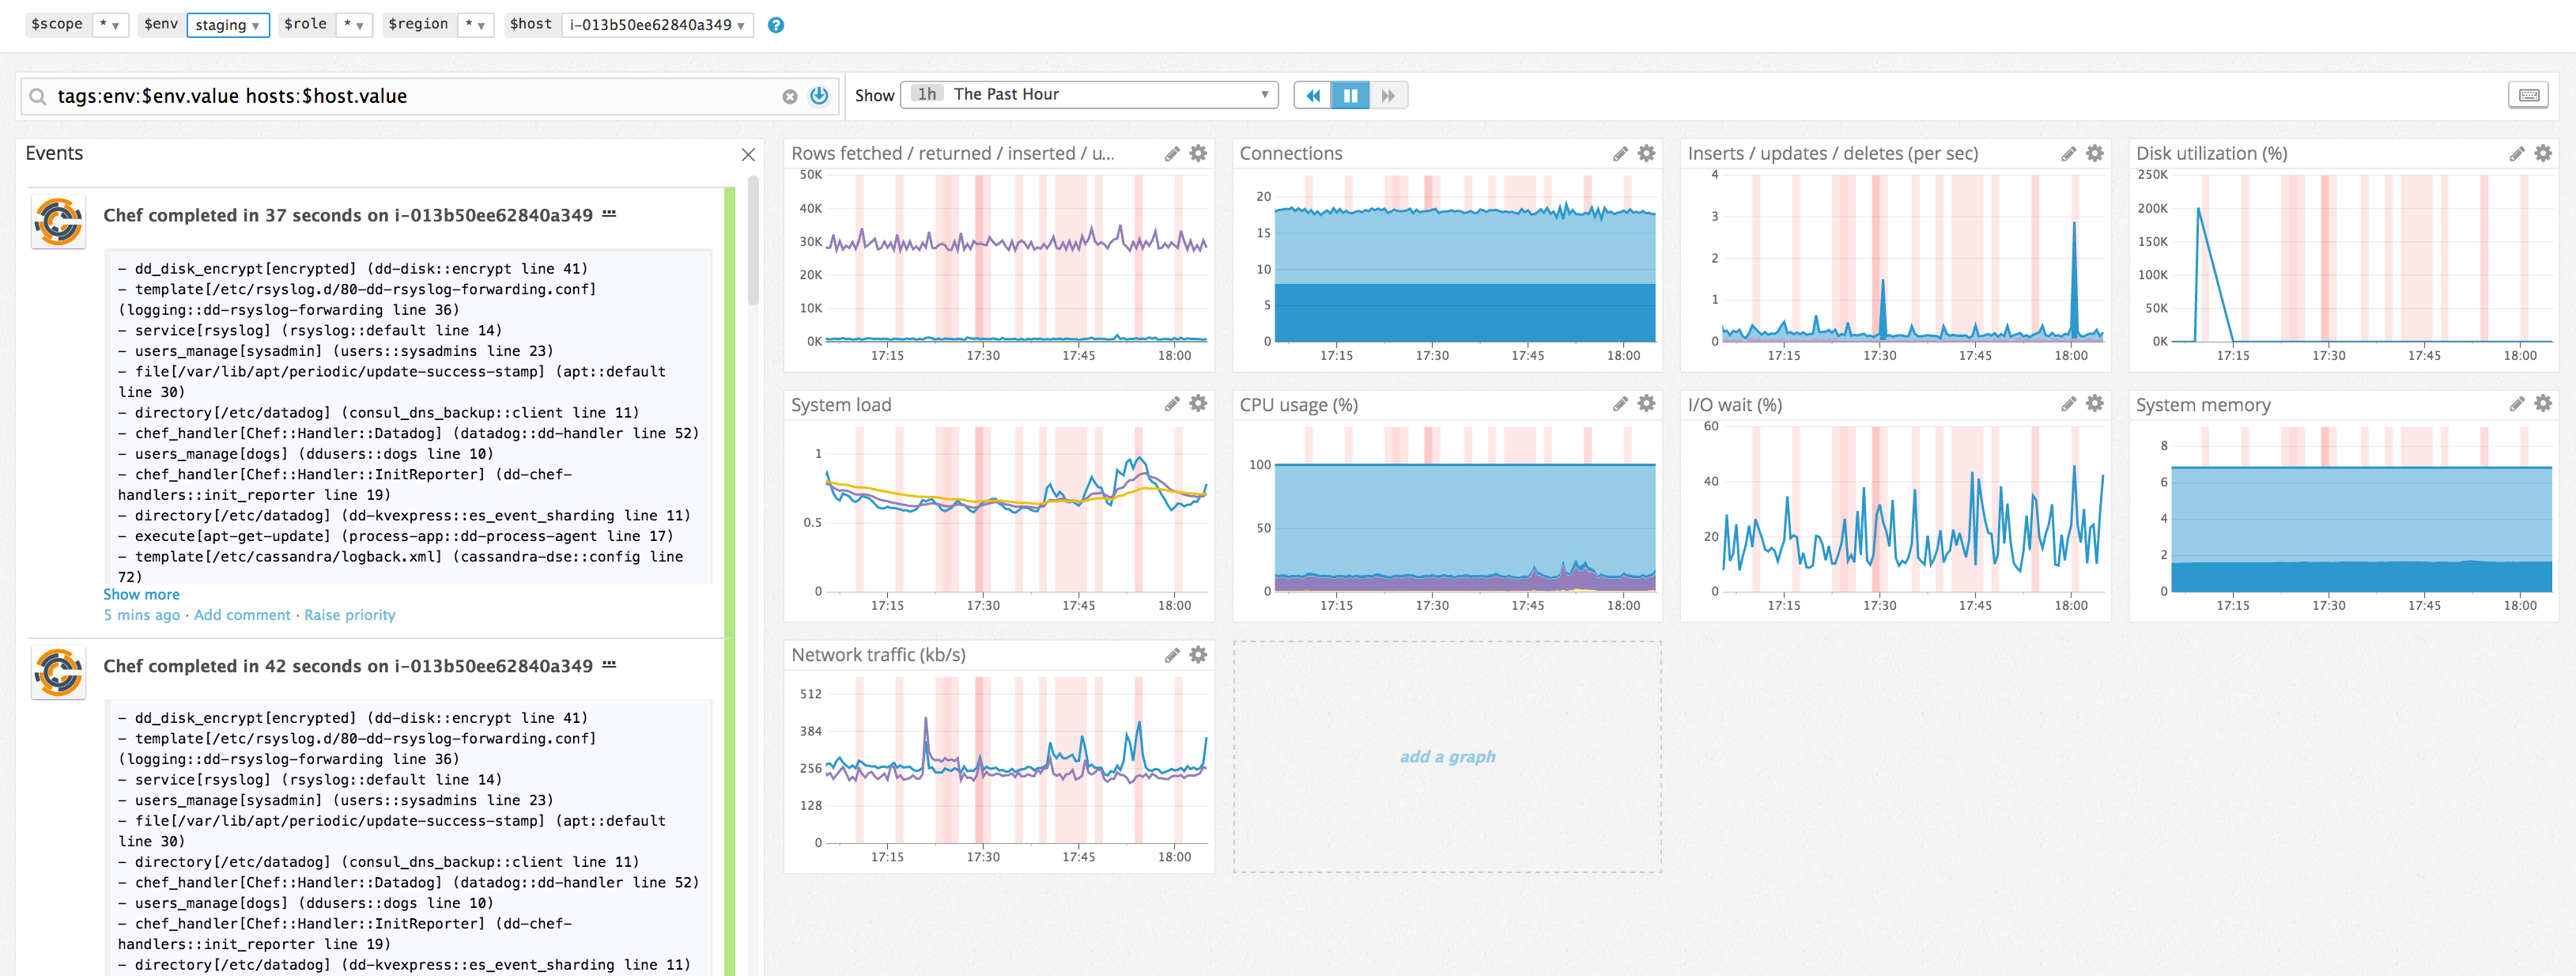 $scope * ▼ $env staging ▼ $role * ▼ $region * ▼ $host i-013b50ee62840a349 ▼ ?
tags:env:$env.value hosts:$host.value
Show 1h The Past Hour ▼
Events
Chef completed in 37 seconds on i-013b50ee62840a349
- dd_disk_encrypt[encrypted] (dd-disk::encrypt line 41)
- template[/etc/rsyslog.d/80-dd-rsyslog-forwarding.conf]
(logging::dd-rsyslog-forwarding line 36)
- service[rsyslog] (rsyslog::default line 14)
- users_manage[sysadmin] (users::sysadmins line 23)
- file[/var/lib/apt/periodic/update-success-stamp] (apt::default
line 30)
- directory[/etc/datadog] (consul_dns_backup::client line 11)
- chef_handler[Chef::Handler::Datadog] (datadog::dd-handler line 52)
- users_manage[dogs] (ddusers::dogs line 10)
- chef_handler[Chef::Handler::InitReporter] (dd-chef-
handlers::init_reporter line 19)
- directory[/etc/datadog] (dd-kvexpress::es_event_sharding line 11)
- execute[apt-get-update] (process-app::dd-process-agent line 17)
- template[/etc/cassandra/logback.xml] (cassandra-dse::config line
72)
Show more
5 mins ago · Add comment · Raise priority
Chef completed in 42 seconds on i-013b50ee62840a349
- dd_disk_encrypt[encrypted] (dd-disk::encrypt line 41)
- template[/etc/rsyslog.d/80-dd-rsyslog-forwarding.conf]
(logging::dd-rsyslog-forwarding line 36)
- service[rsyslog] (rsyslog::default line 14)
- users_manage[sysadmin] (users::sysadmins line 23)
- file[/var/lib/apt/periodic/update-success-stamp] (apt::default
line 30)
- directory[/etc/datadog] (consul_dns_backup::client line 11)
- chef_handler[Chef::Handler::Datadog] (datadog::dd-handler line 52)
- users_manage[dogs] (ddusers::dogs line 10)
- chef_handler[Chef::Handler::InitReporter] (dd-chef-
handlers::init_reporter line 19)
- directory[/etc/datadog] (dd-kvexpress::es_event_sharding line 11)
Rows fetched / returned / inserted / u...
50K
40K
30K
20K
10K
0K
17:15 17:30 17:45 18:00
Connections
20
15
10
5
0
17:15 17:30 17:45 18:00
Inserts / updates / deletes (per sec)
4
3
2
1
0
17:15 17:30 17:45 18:00
Disk utilization (%)
250K
200K
150K
100K
50K
0K
17:15 17:30 17:45 18:00
System load
1
0.5
0
17:15 17:30 17:45 18:00
CPU usage (%)
100
50
0
17:15 17:30 17:45 18:00
I/O wait (%)
60
40
20
0
17:15 17:30 17:45 18:00
System memory
8
6
4
2
0
17:15 17:30 17:45 18:00
Network traffic (kb/s)
512
384
256
128
0
17:15 17:30 17:45 18:00
add a graph